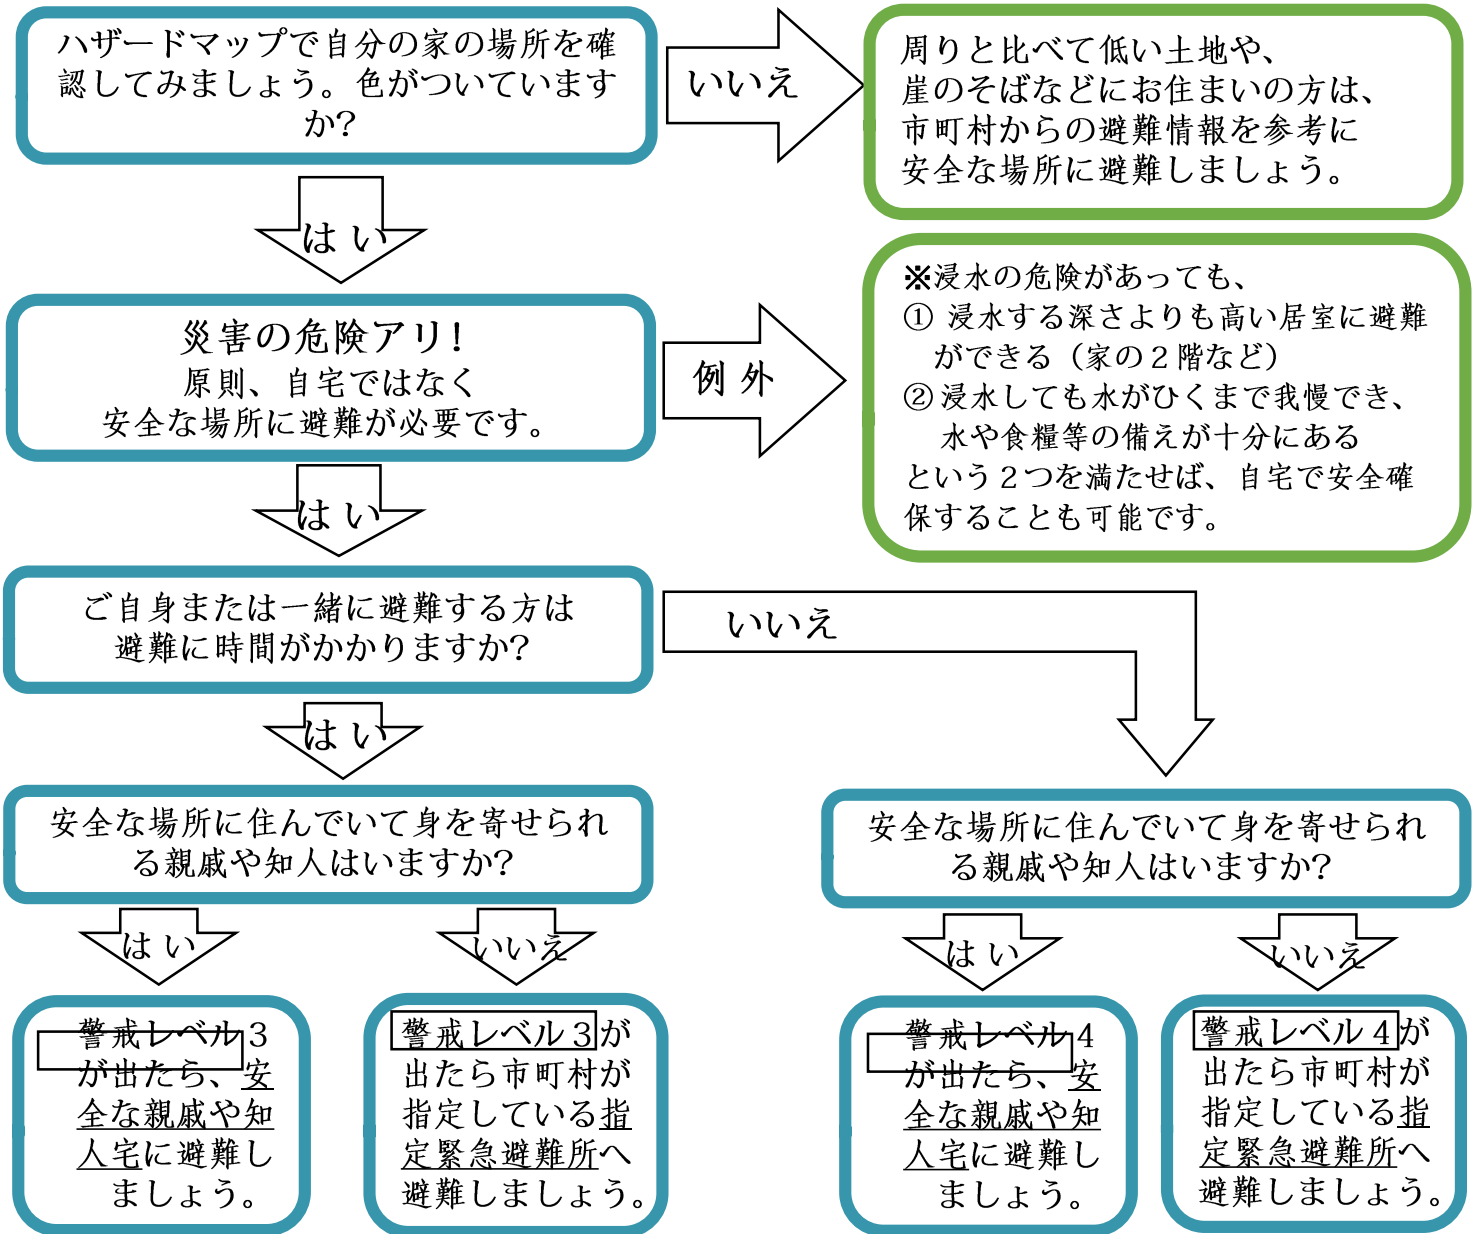 ハザードマップで自分の家の場所を確
認してみましょう。色がついています
か?
いいえ
周りと比べて低い土地や、
崖のそばなどにお住まいの方は、
市町村からの避難情報を参考に
安全な場所に避難しましょう。
はい
災害の危険アリ!
原則、自宅ではなく
安全な場所に避難が必要です。
例外
※浸水の危険があっても、
① 浸水する深さよりも高い居室に避難
ができる（家の２階など）
② 浸水しても水がひくまで我慢でき、
水や食糧等の備えが十分にある
という２つを満たせば、自宅で安全確
保することも可能です。
はい
ご自身または一緒に避難する方は
避難に時間がかかりますか?
いいえ
はい
安全な場所に住んでいて身を寄せられ
る親戚や知人はいますか?
安全な場所に住んでいて身を寄せられ
る親戚や知人はいますか?
はい
いいえ
はい
いいえ
警戒レベル３
が出たら、安
全な親戚や知
人宅に避難し
ましょう。
警戒レベル３が
出たら市町村が
指定している指
定緊急避難所へ
避難しましょう。
警戒レベル４
が出たら、安
全な親戚や知
人宅に避難し
ましょう。
警戒レベル４が
出たら市町村が
指定している指
定緊急避難所へ
避難しましょう。